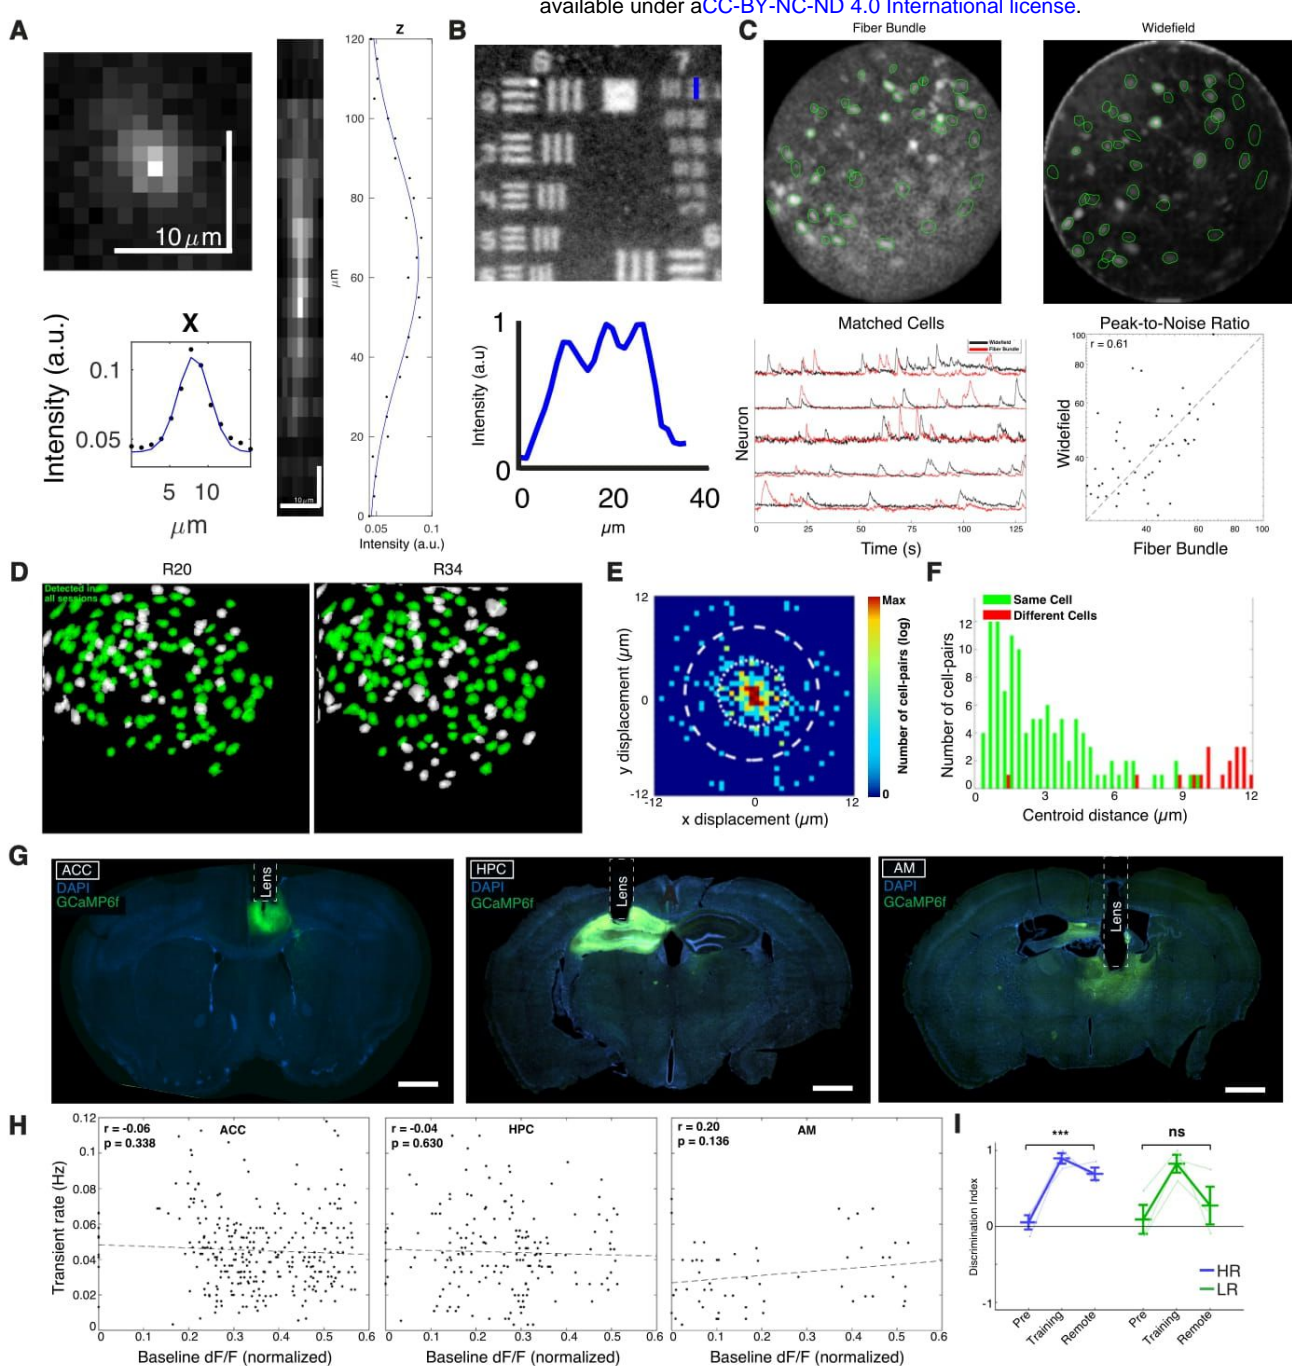 available under aCC-BY-NC-ND 4.0 International license.
A
10 μm
X
Intensity (a.u.)
0.1
0.05
5
10
μm
10μm
z
120
100
80
μm
60
40
20
0
0.05
0.1
Intensity (a.u.)
B
6
7
2
3
4
5
1
Intensity (a.u)
0
0
20
40
μm
C
Fiber Bundle
Widefield
Matched Cells
Widefield
Fiber Bundle
Neuron
0
25
50
75
100
125
Time (s)
Peak-to-Noise Ratio
r = 0.61
100
80
60
40
Widefield
40
60
80
100
Fiber Bundle
D
R20
R34
Detected in
all sessions
E
12
0
-12
y displacement (μm)
-12
0
12
x displacement (μm)
Max
0
Number of cell-pairs (log)
F
Same Cell
Different Cells
12
10
8
6
4
2
0
Number of cell-pairs
0
3
6
9
12
Centroid distance (μm)
G
ACC
DAPI
GCaMP6f
Lens
HPC
DAPI
GCaMP6f
Lens
AM
DAPI
GCaMP6f
Lens
H
0.12
0.1
0.08
0.06
0.04
0.02
0
Transient rate (Hz)
r = -0.06
p = 0.338
ACC
0 0.1 0.2 0.3 0.4 0.5 0.6
Baseline dF/F (normalized)
r = -0.04
p = 0.630
HPC
0 0.1 0.2 0.3 0.4 0.5 0.6
Baseline dF/F (normalized)
r = 0.20
p = 0.136
AM
0 0.1 0.2 0.3 0.4 0.5 0.6
Baseline dF/F (normalized)
I
1
0
-1
Discrimination Index
***
ns
HR
LR
Pre
Training
Remote
Pre
Training
Remote